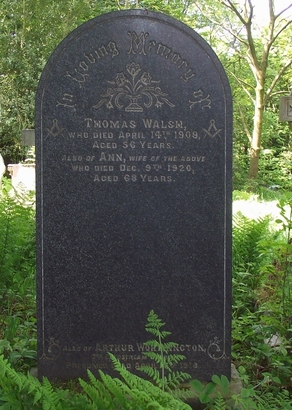 In Loving Memory of
THOMAS WALSH,
WHO DIED APRIL 14TH 1908,
AGED 56 YEARS.
ALSO OF ANN, WIFE OF THE ABOVE
WHO DIED DEC. 9TH 1920,
AGED 68 YEARS.
ALSO OF ARTHUR WORTHINGTON,